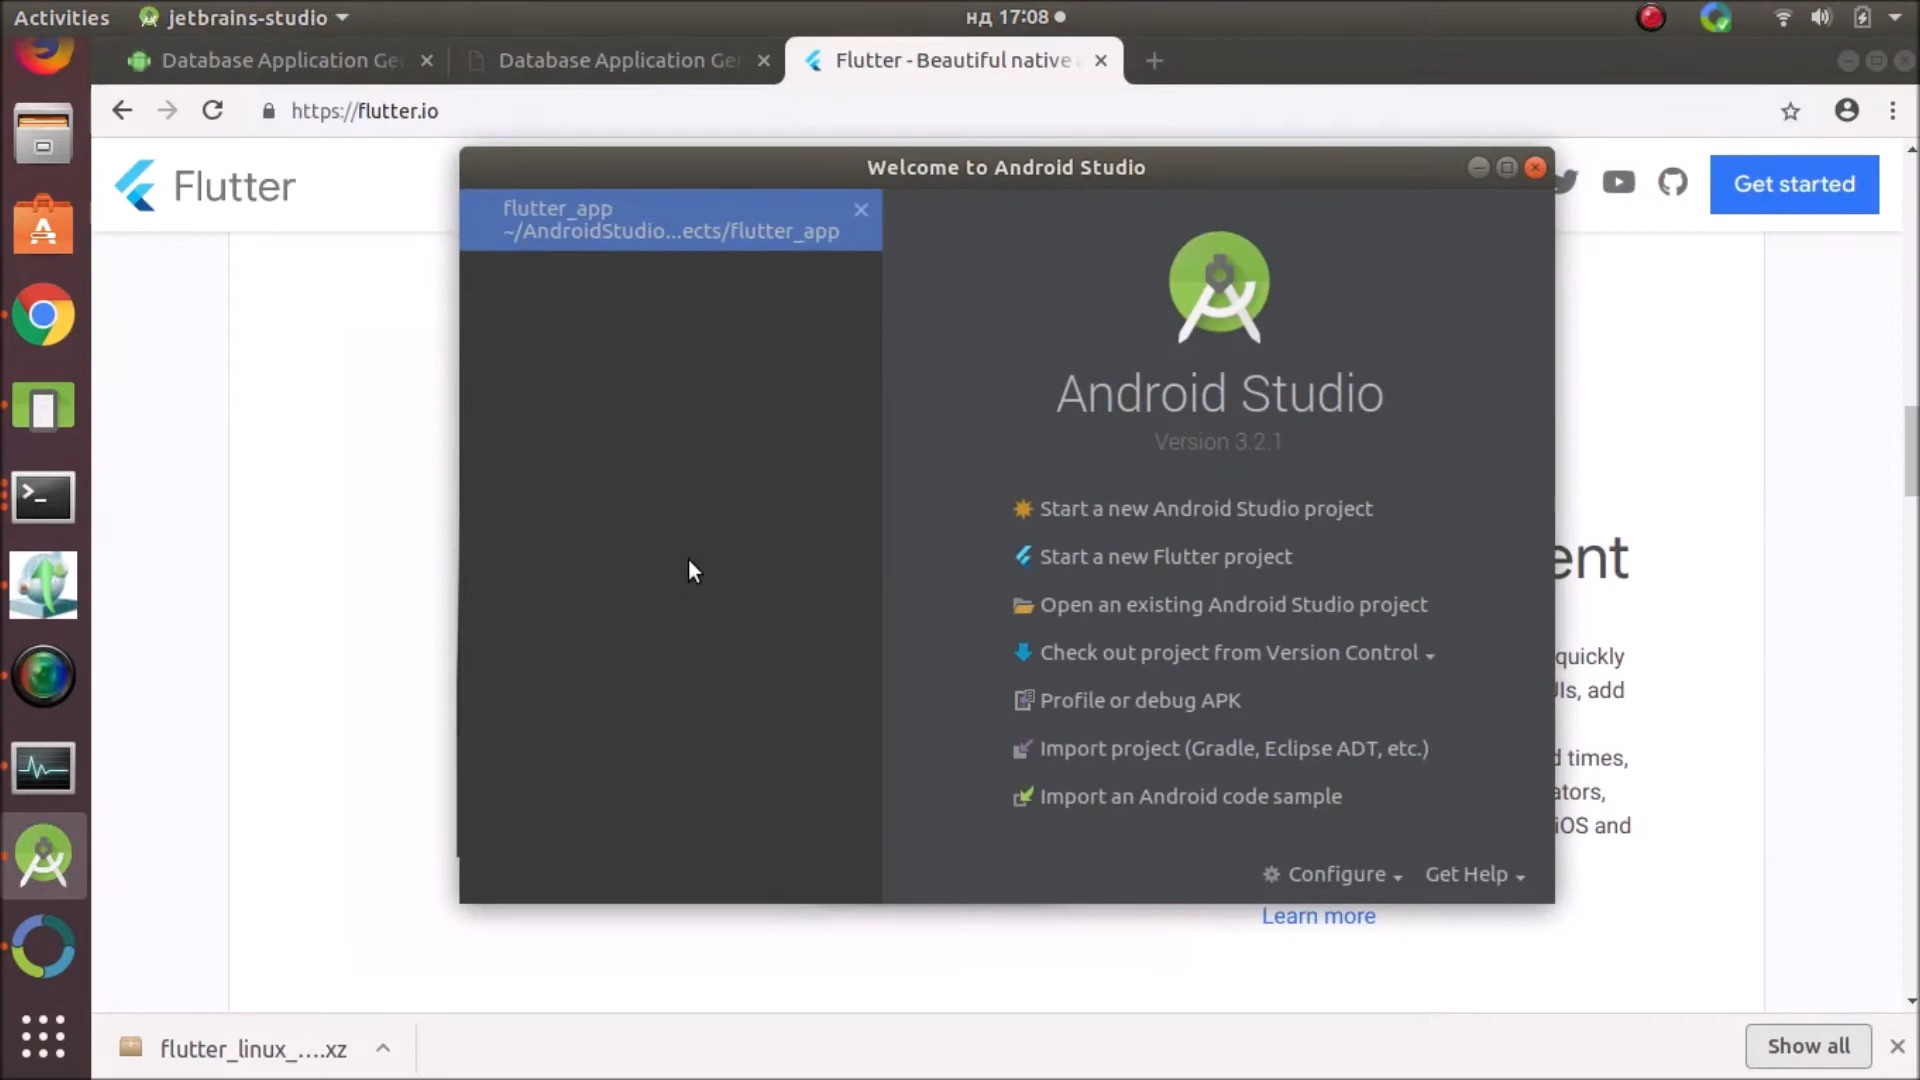 Activities
jetbrains-studio
нд 17:08
Database Application Ge
Database Application Ge
Flutter - Beautiful native
https://flutter.io
Flutter
Get started
Welcome to Android Studio
flutter_app
~/AndroidStudio...ects/flutter_app
Android Studio
Version 3.2.1
Start a new Android Studio project
Start a new Flutter project
Open an existing Android Studio project
Check out project from Version Control
Profile or debug APK
Import project (Gradle, Eclipse ADT, etc.)
Import an Android code sample
Configure
Get Help
ent
quickly
UIs, add
d times,
ators,
iOS and
Learn more
flutter_linux_....xz
Show all